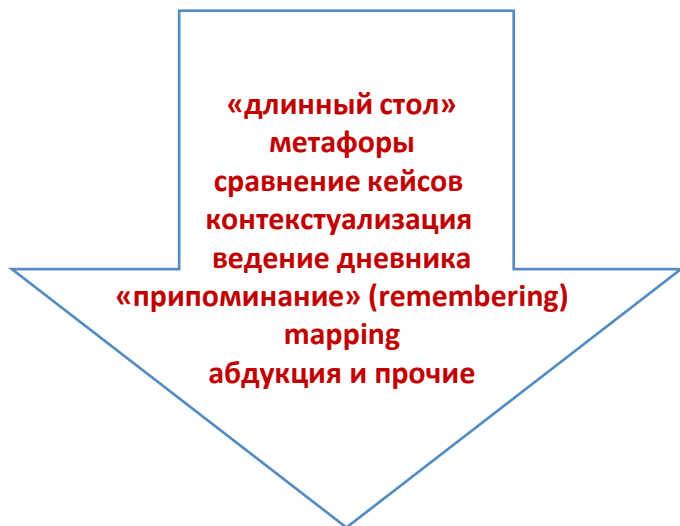 «длинный стол»
метафоры
сравнение кейсов
контекстуализация
ведение дневника
«припоминание» (remembering)
mapping
абдукция и прочие